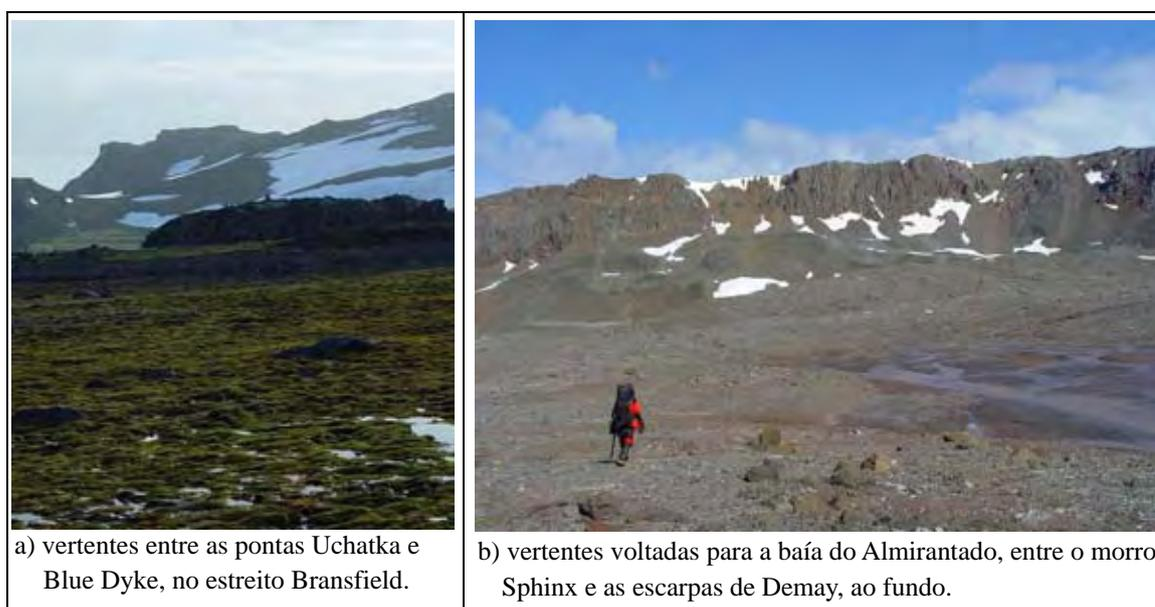 a) vertentes entre as pontas Uchatka e
Blue Dyke, no estreito Bransfield.
b) vertentes voltadas para a baía do Almirantado, entre o morro
Sphinx e as escarpas de Demay, ao fundo.